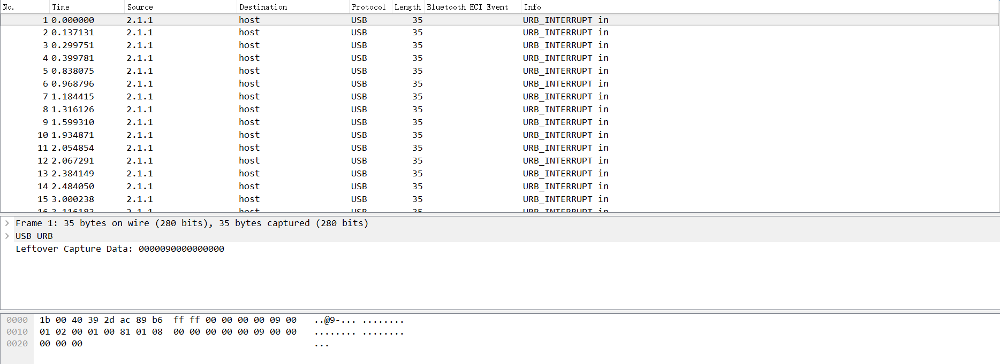 No. Time Source Destination Protocol Length Bluetooth HCI Event Info
1 0.000000 2.1.1 host USB 35 URB_INTERRUPT in
2 0.137131 2.1.1 host USB 35 URB_INTERRUPT in
3 0.299751 2.1.1 host USB 35 URB_INTERRUPT in
4 0.399781 2.1.1 host USB 35 URB_INTERRUPT in
5 0.838075 2.1.1 host USB 35 URB_INTERRUPT in
6 0.968796 2.1.1 host USB 35 URB_INTERRUPT in
7 1.184415 2.1.1 host USB 35 URB_INTERRUPT in
8 1.316126 2.1.1 host USB 35 URB_INTERRUPT in
9 1.599310 2.1.1 host USB 35 URB_INTERRUPT in
10 1.934871 2.1.1 host USB 35 URB_INTERRUPT in
11 2.054854 2.1.1 host USB 35 URB_INTERRUPT in
12 2.067291 2.1.1 host USB 35 URB_INTERRUPT in
13 2.384149 2.1.1 host USB 35 URB_INTERRUPT in
14 2.484050 2.1.1 host USB 35 URB_INTERRUPT in
15 3.000238 2.1.1 host USB 35 URB_INTERRUPT in
16 2.1.1 host USB 35 URB_INTERRUPT in
Frame 1: 35 bytes on wire (280 bits), 35 bytes captured (280 bits)
USB URB
Leftover Capture Data: 0000090000000000
0000 1b 00 40 39 2d ac 89 b6 ff ff 00 00 00 00 09 00 ..@9-... ........
0010 01 02 00 01 00 81 01 08 00 00 00 00 00 09 00 00 ........ ........
0020 00 00 00 ...